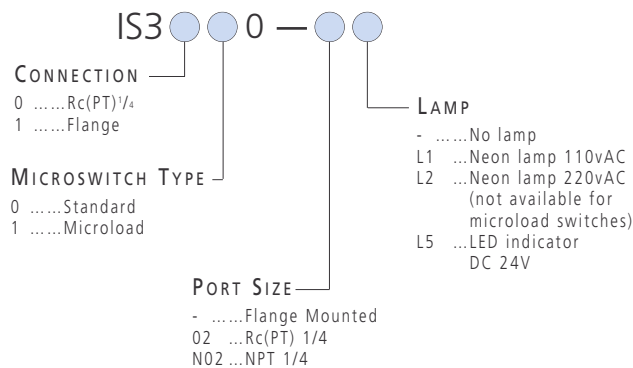 IS3 0 —
CONNECTION
0 ......Rc(PT)1/4
1 ......Flange
MICROSWITCH TYPE
0 ......Standard
1 ......Microload
PORT SIZE
- ......Flange Mounted
02 ...Rc(PT) 1/4
N02 ...NPT 1/4
LAMP
- ......No lamp
L1 ...Neon lamp 110vAC
L2 ...Neon lamp 220vAC
(not available for
microload switches)
L5 ...LED indicator
DC 24V